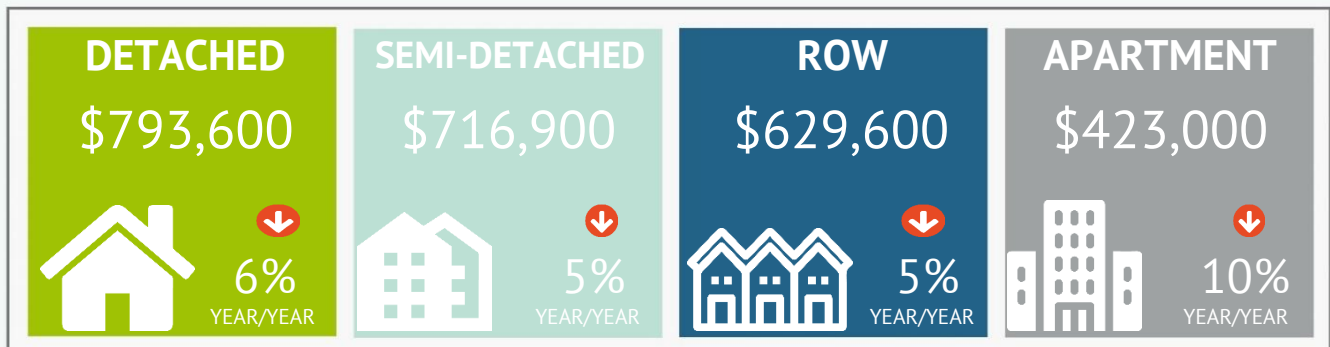 DETACHED
$793,600
6%
YEAR/YEAR
SEMI-DETACHED
$716,900
5%
YEAR/YEAR
ROW
$629,600
5%
YEAR/YEAR
APARTMENT
$423,000
10%
YEAR/YEAR